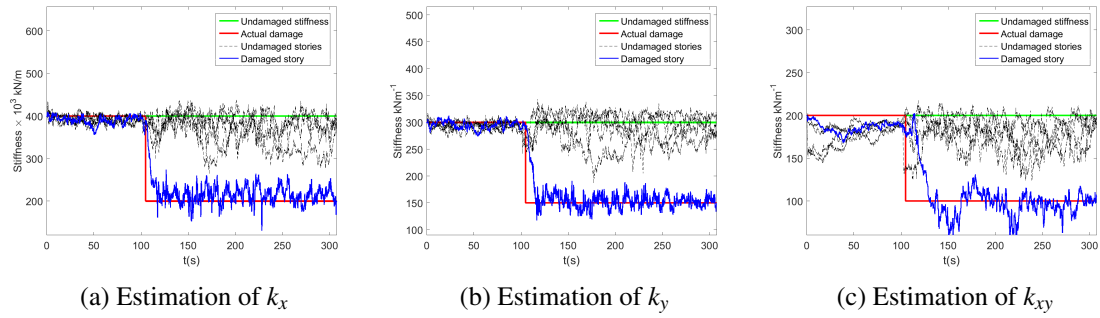 600
500
400
300
200
Stiffness × 10³ kN/m
0 50 100 150 200 250 300
t(s)
Undamaged stiffness
Actual damage
Undamaged stories
Damaged story
(a) Estimation of kₓ
500
450
400
350
300
250
200
150
100
Stiffness kNm⁻¹
0 50 100 150 200 250 300
t(s)
Undamaged stiffness
Actual damage
Undamaged stories
Damaged story
(b) Estimation of k_y
300
250
200
150
100
Stiffness kNm⁻¹
0 50 100 150 200 250 300
t(s)
Undamaged stiffness
Actual damage
Undamaged stories
Damaged story
(c) Estimation of k_xy